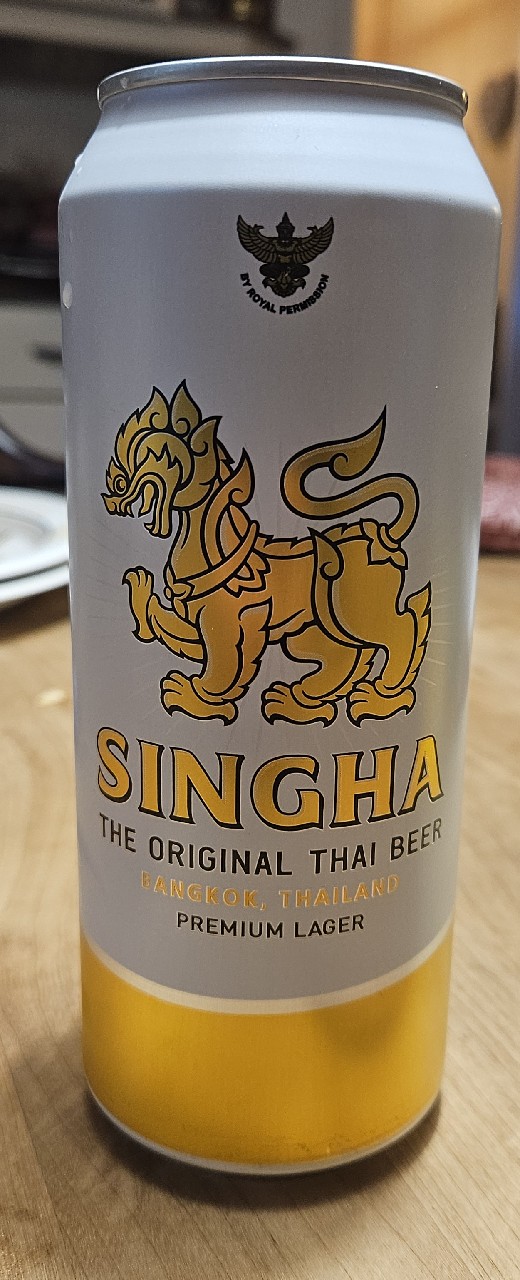 BY ROYAL PERMISSION
SINGHA
THE ORIGINAL THAI BEER
BANGKOK, THAILAND
PREMIUM LAGER